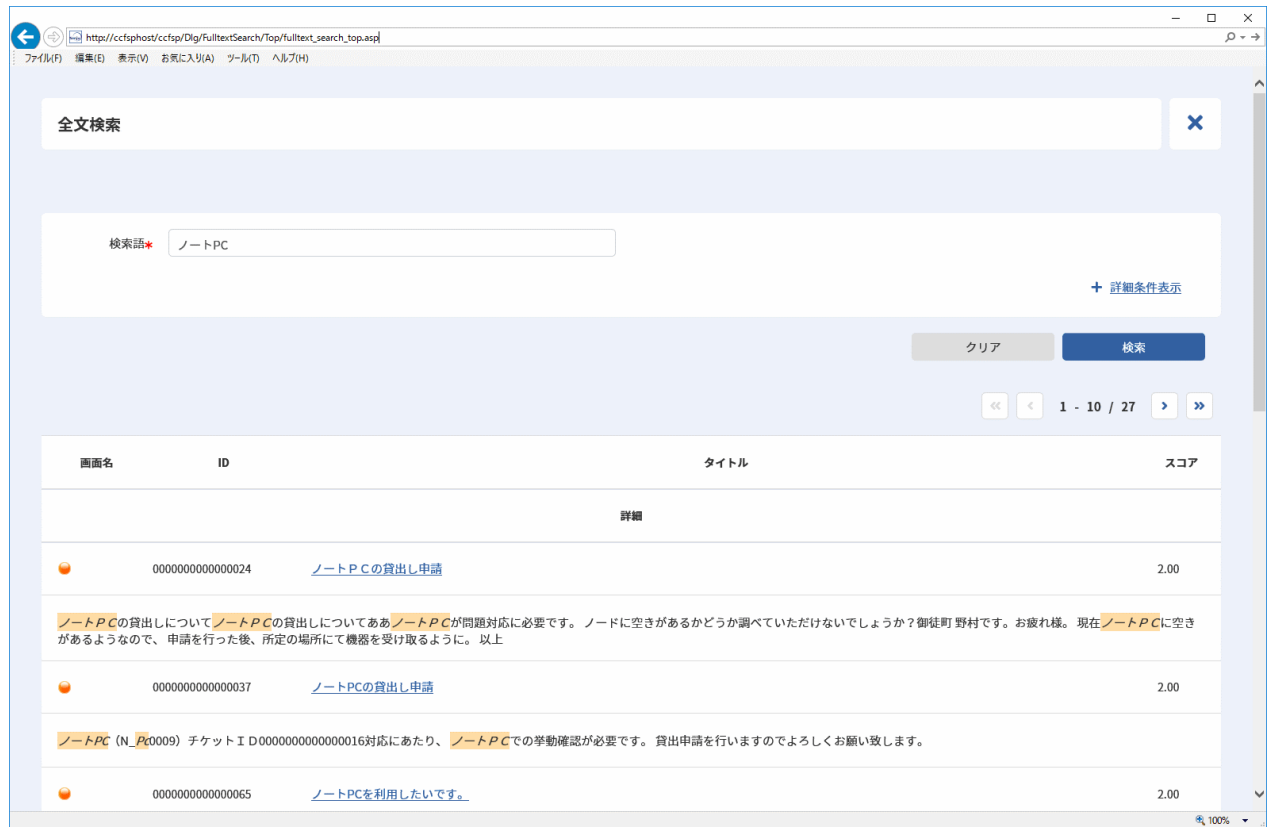 http://ccfsphost/ccfsp/Dlg/FulltextSearch/Top/fulltext_search_top.asp
ファイル(F) 編集(E) 表示(V) お気に入り(A) ツール(T) ヘルプ(H)
全文検索
検索語* ノートPC
+ 詳細条件表示
クリア 検索
« ‹ 1 - 10 / 27 › »
画面名 ID タイトル スコア
詳細
0000000000000024 ノートＰＣの貸出し申請 2.00
ノートＰＣの貸出しについてノートＰＣの貸出しについてああノートＰＣが問題対応に必要です。 ノードに空きがあるかどうか調べていただけないでしょうか？御徒町 野村です。お疲れ様。 現在ノートＰＣに空き
があるようなので、 申請を行った後、所定の場所にて機器を受け取るように。 以上
0000000000000037 ノートPCの貸出し申請 2.00
ノートPC（N_Pc0009）チケットＩＤ0000000000000016対応にあたり、 ノートＰＣでの挙動確認が必要です。 貸出申請を行いますのでよろしくお願い致します。
0000000000000065 ノートPCを利用したいです。 2.00
100%